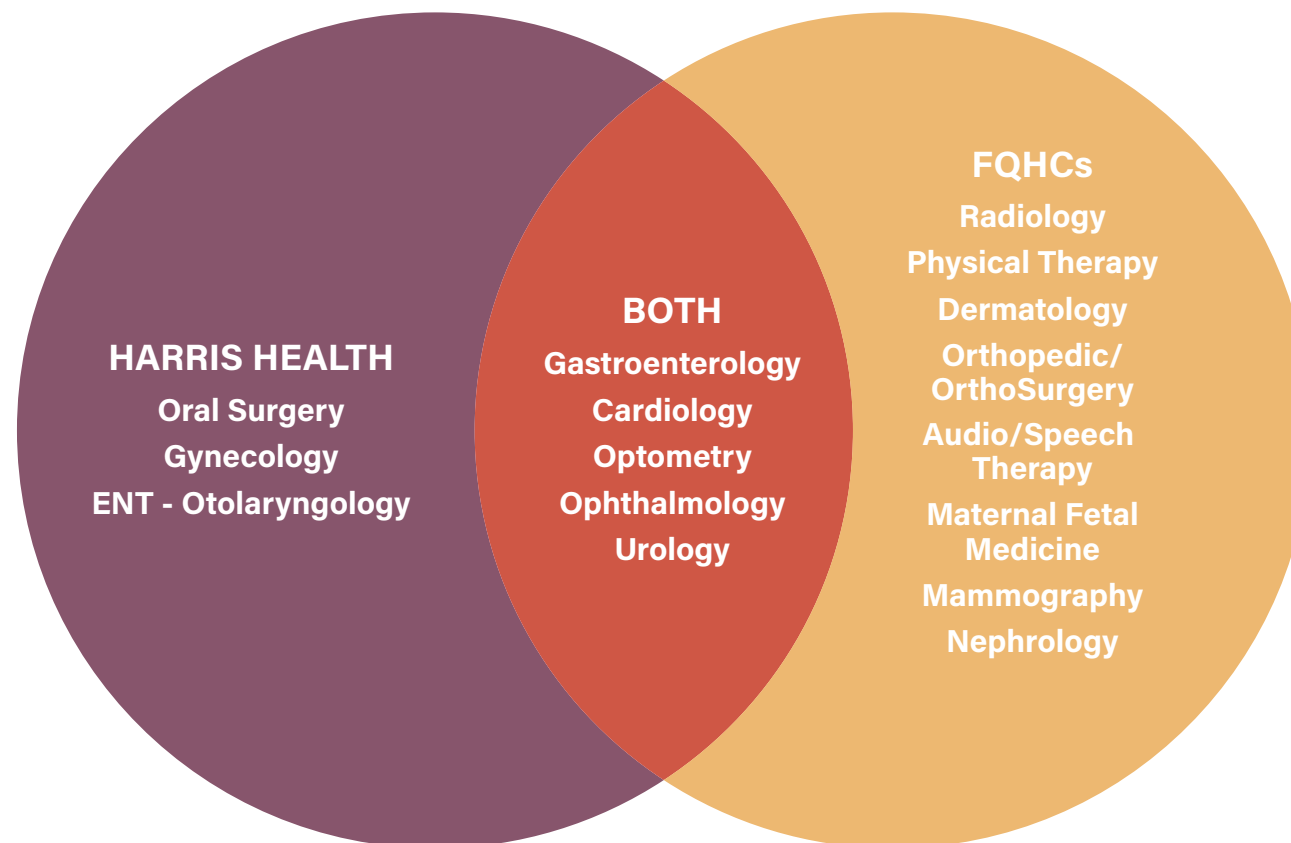 HARRIS HEALTH
Oral Surgery
Gynecology
ENT - Otolaryngology
BOTH
Gastroenterology
Cardiology
Optometry
Ophthalmology
Urology
FQHCs
Radiology
Physical Therapy
Dermatology
Orthopedic/
OrthoSurgery
Audio/Speech
Therapy
Maternal Fetal
Medicine
Mammography
Nephrology